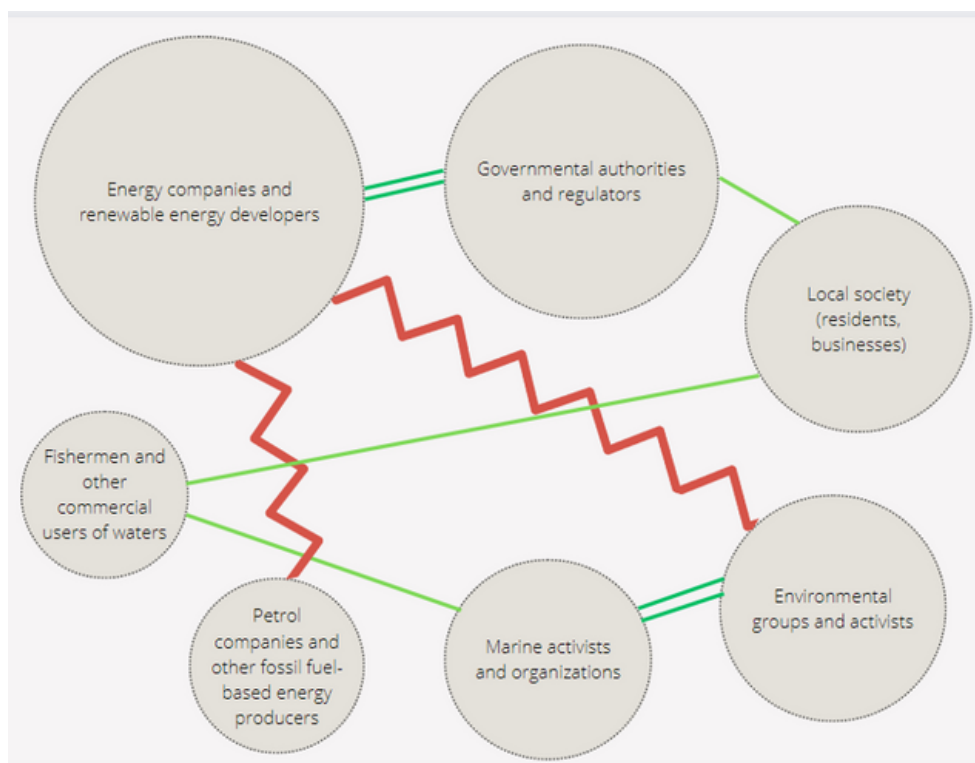 Energy companies and
renewable energy developers
Governmental authorities
and regulators
Local society
(residents,
businesses)
Fishermen and
other
commercial
users of waters
Petrol
companies and
other fossil fuel-
based energy
producers
Marine activists
and organizations
Environmental
groups and activists